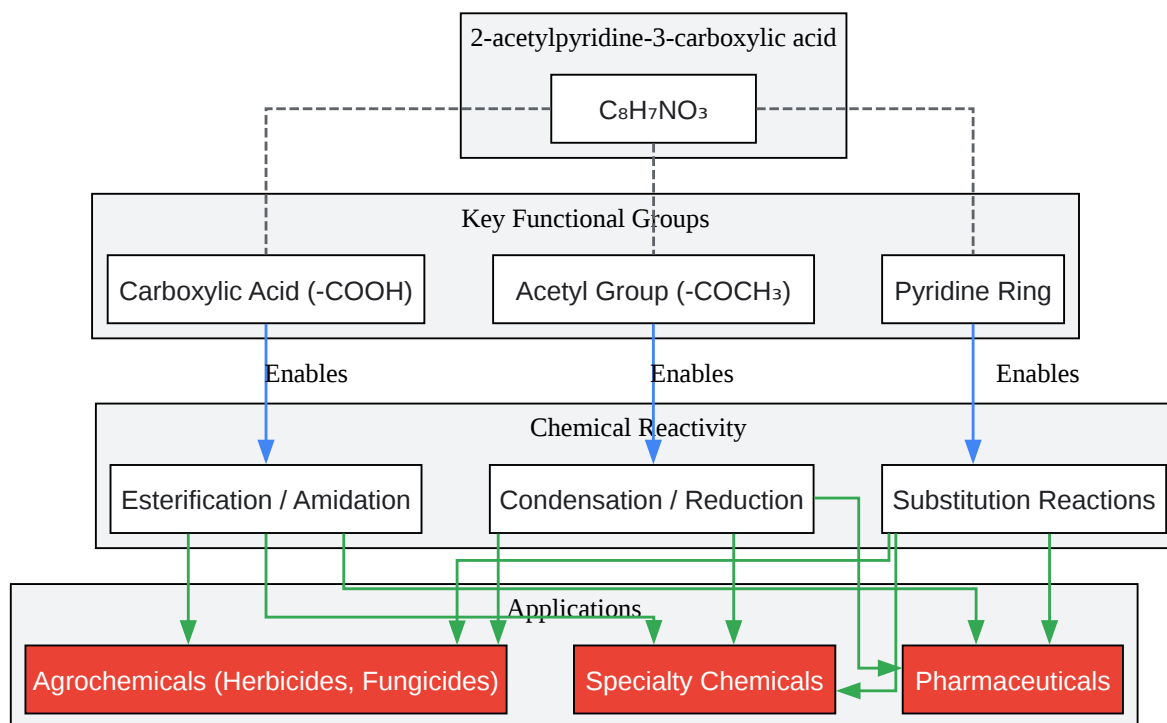 2-acetylpyridine-3-carboxylic acid
C₈H₇NO₃
Key Functional Groups
Carboxylic Acid (-COOH)
Acetyl Group (-COCH₃)
Pyridine Ring
Enables
Enables
Enables
Chemical Reactivity
Esterification / Amidation
Condensation / Reduction
Substitution Reactions
Applications
Agrochemicals (Herbicides, Fungicides)
Specialty Chemicals
Pharmaceuticals